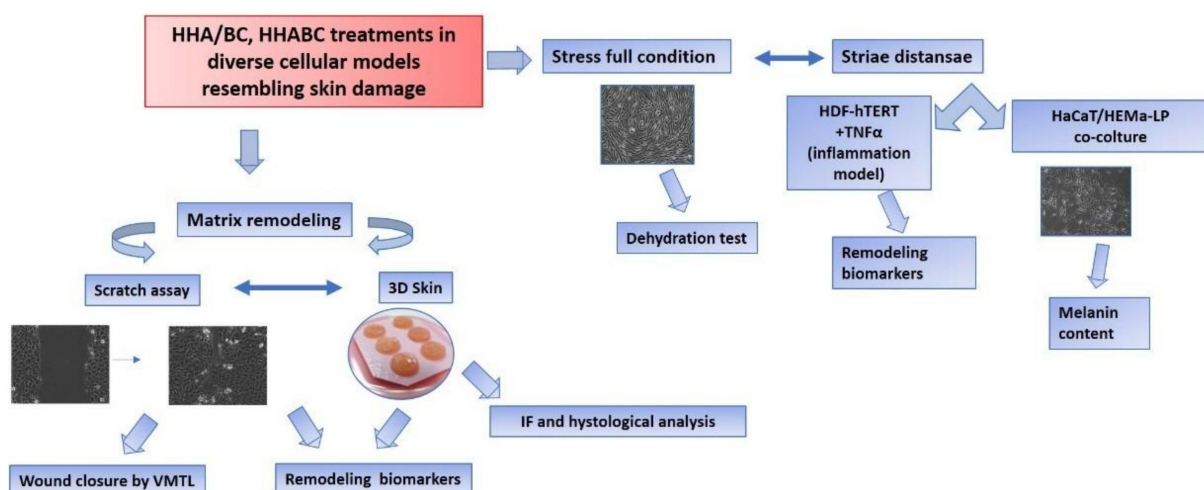 HHA/BC, HHABC treatments in
diverse cellular models
resembling skin damage
Stress full condition
Striae distansae
HDF-hTERT
+TNFα
(inflammation
model)
HaCaT/HEMa-LP
co-colture
Matrix remodeling
Dehydration test
Remodeling
biomarkers
Scratch assay
3D Skin
Melanin
content
IF and hystological analysis
Wound closure by VMTL
Remodeling biomarkers